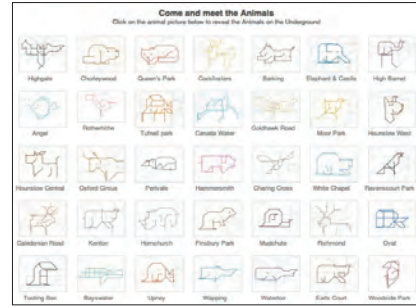 Come and meet the Animals
Click on the animal picture below to reveal the Animals on the Underground
Highgate Chorleywood Queen's Park Cockfosters Barking Elephant & Castle High Barnet
Angel Rotherhithe Tufnell park Canada Water Goldhawk Road Moor Park Hounslow West
Hounslow Central Oxford Circus Perivale Hammersmith Charing Cross White Chapel Ravenscourt Park
Caledonian Road Kenton Hornchurch Finsbury Park Richmond Oval
Tooting Bec Bayswater Upney Wapping Waterloo Earls Court Woodside Park